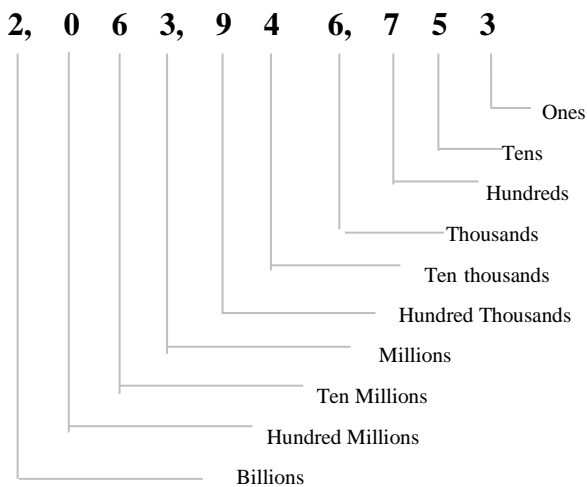 2, 0 6 3, 9 4 6, 7 5 3
Ones
Tens
Hundreds
Thousands
Ten thousands
Hundred Thousands
Millions
Ten Millions
Hundred Millions
Billions